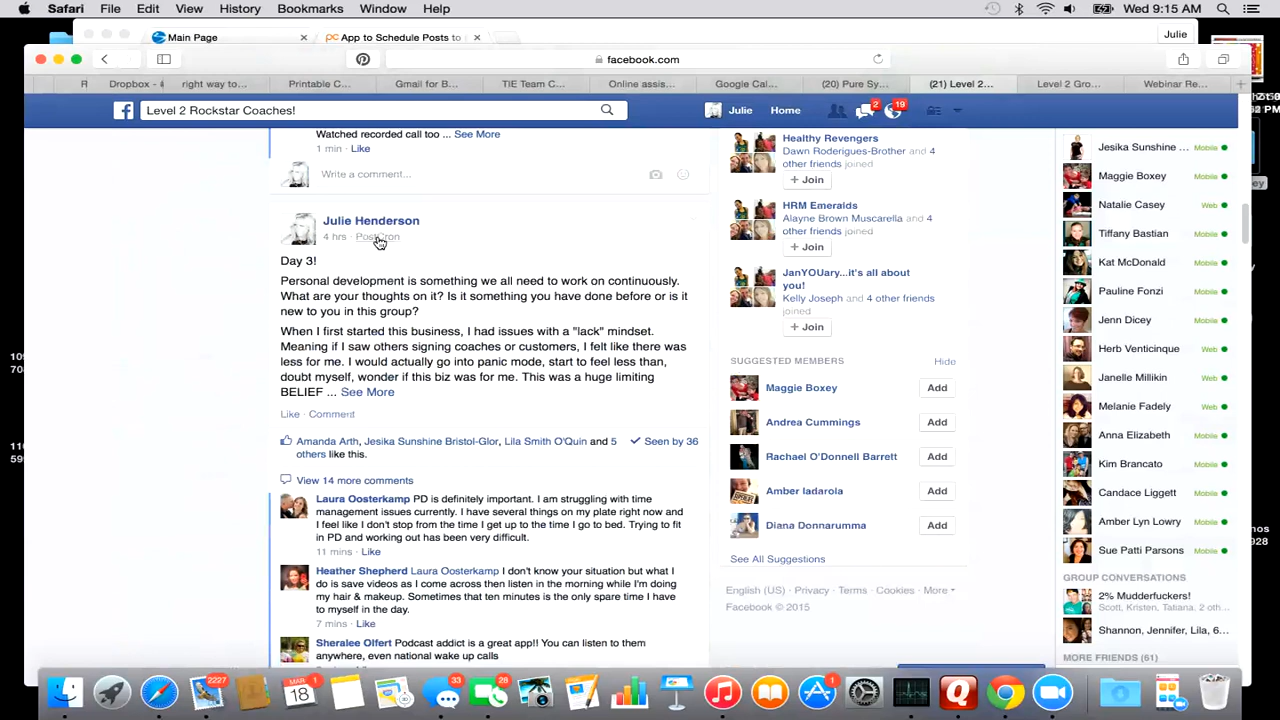 Safari File Edit View History Bookmarks Window Help
Wed 9:15 AM
Main Page
App to Schedule Posts to
Julie
facebook.com
R
Dropbox -
right way to...
Printable C...
Gmail for B...
TIE Team C...
Online assis...
Google Cal...
(20) Pure Sy...
(21) Level 2...
Level 2 Gro...
Webinar Re...
Level 2 Rockstar Coaches!
Julie
Home
2
19
Watched recorded call too ... See More
1 min · Like
Write a comment...
Julie Henderson
4 hrs
Day 3!
Personal development is something we all need to work on continuously.
What are your thoughts on it? Is it something you have done before or is it
new to you in this group?
When I first started this business, I had issues with a "lack" mindset.
Meaning if I saw others signing coaches or customers, I felt like there was
less for me. I would actually go into panic mode, start to feel less than,
doubt myself, wonder if this biz was for me. This was a huge limiting
BELIEF ... See More
Like · Comment
Amanda Arth, Jesika Sunshine Bristol-Glor, Lila Smith O'Quin and 5
others like this.
Seen by 36
View 14 more comments
Laura Oosterkamp PD is definitely important. I am struggling with time
management issues currently. I have several things on my plate right now and
I feel like I don't stop from the time I get up to the time I go to bed. Trying to fit
in PD and working out has been very difficult.
11 mins · Like
Heather Shepherd Laura Oosterkamp I don't know your situation but what I
do is save videos as I come across then listen in the morning while I'm doing
my hair & makeup. Sometimes that ten minutes is the only spare time I have
to myself in the day.
7 mins · Like
Sheralee Olfert Podcast addict is a great app!! You can listen to them
anywhere, even national wake up calls
Healthy Revengers
Dawn Roderigues-Brother and 4
other friends joined
+ Join
HRM Emeralds
Alayne Brown Muscarella and 4
other friends joined
+ Join
JanYOUary...it's all about
you!
Kelly Joseph and 4 other friends
joined
+ Join
SUGGESTED MEMBERS
Hide
Maggie Boxey
Add
Andrea Cummings
Add
Rachael O'Donnell Barrett
Add
Amber Iadarola
Add
Diana Donnarumma
Add
See All Suggestions
English (US) · Privacy · Terms · Cookies · More
Facebook © 2015
Jesika Sunshine ... Mobile
Maggie Boxey Mobile
Natalie Casey Web
Tiffany Bastian Mobile
Kat McDonald Mobile
Pauline Fonzi Mobile
Jenn Dicey Mobile
Herb Venticinque Web
Janelle Millikin Web
Melanie Fadely Web
Anna Elizabeth Mobile
Kim Brancato Mobile
Candace Liggett Mobile
Amber Lyn Lowry Mobile
Sue Patti Parsons Mobile
GROUP CONVERSATIONS
2% Mudderfuckers!
Scott, Kristen, Tatiana, 2 oth...
Shannon, Jennifer, Lila, 6...
MORE FRIENDS (61)
2227
MAR
18
1
33
28
1